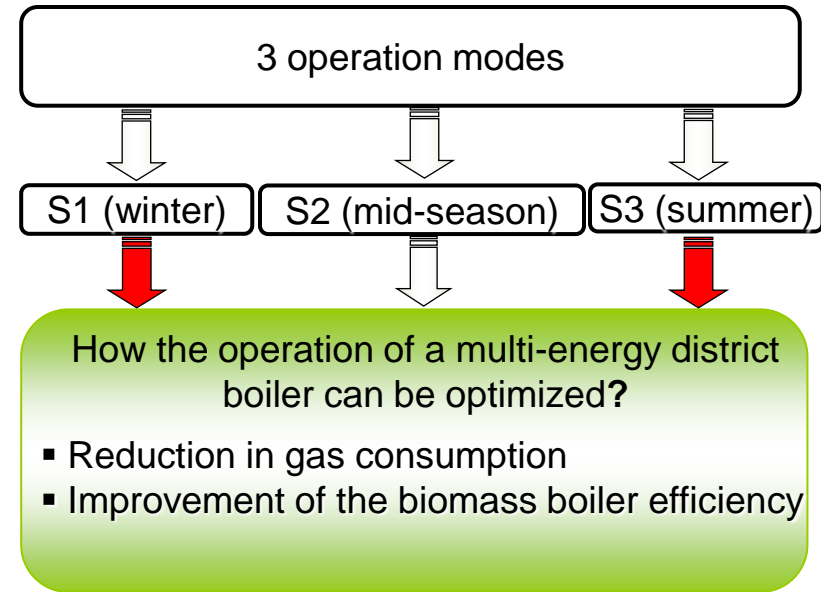 3 operation modes
S1 (winter)
S2 (mid-season)
S3 (summer)
How the operation of a multi-energy district
boiler can be optimized?
▪ Reduction in gas consumption
▪ Improvement of the biomass boiler efficiency